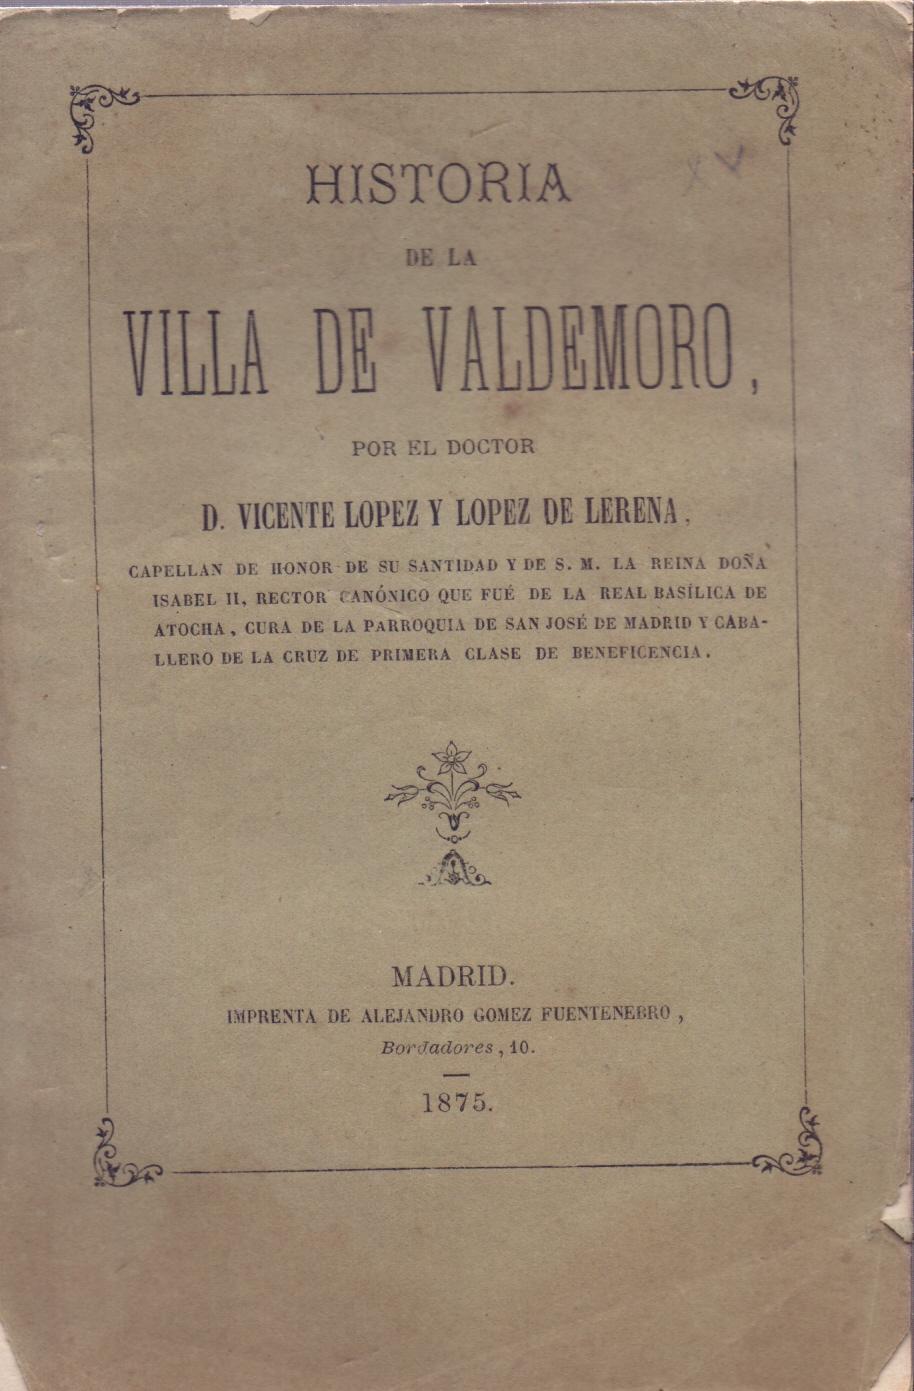 HISTORIA
DE LA
VILLA DE VALDEMORO,
POR EL DOCTOR
D. VICENTE LOPEZ Y LOPEZ DE LERENA,
CAPELLAN DE HONOR DE SU SANTIDAD Y DE S. M. LA REINA DOÑA
ISABEL II, RECTOR CANÓNICO QUE FUÉ DE LA REAL BASÍLICA DE
ATOCHA, CURA DE LA PARROQUIA DE SAN JOSÉ DE MADRID Y CABA-
LLERO DE LA CRUZ DE PRIMERA CLASE DE BENEFICENCIA.
MADRID.
IMPRENTA DE ALEJANDRO GOMEZ FUENTENEBRO,
Bordadores, 10.
1875.